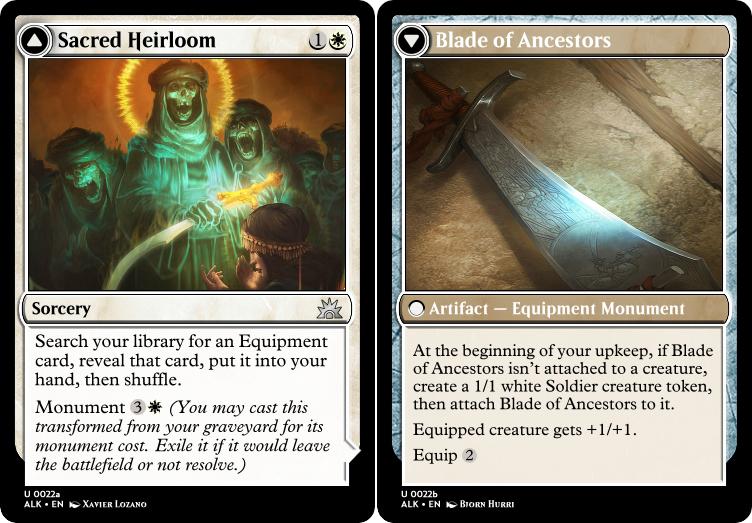 Sacred Heirloom 1
Sorcery
Search your library for an Equipment
card, reveal that card, put it into your
hand, then shuffle.
Monument 3 (You may cast this
transformed from your graveyard for its
monument cost. Exile it if it would leave
the battlefield or not resolve.)
U 0022a
ALK • EN Xavier Lozano
Blade of Ancestors
Artifact — Equipment Monument
At the beginning of your upkeep, if Blade
of Ancestors isn't attached to a creature,
create a 1/1 white Soldier creature token,
then attach Blade of Ancestors to it.
Equipped creature gets +1/+1.
Equip 2
U 0022b
ALK • EN Bjorn Hurri